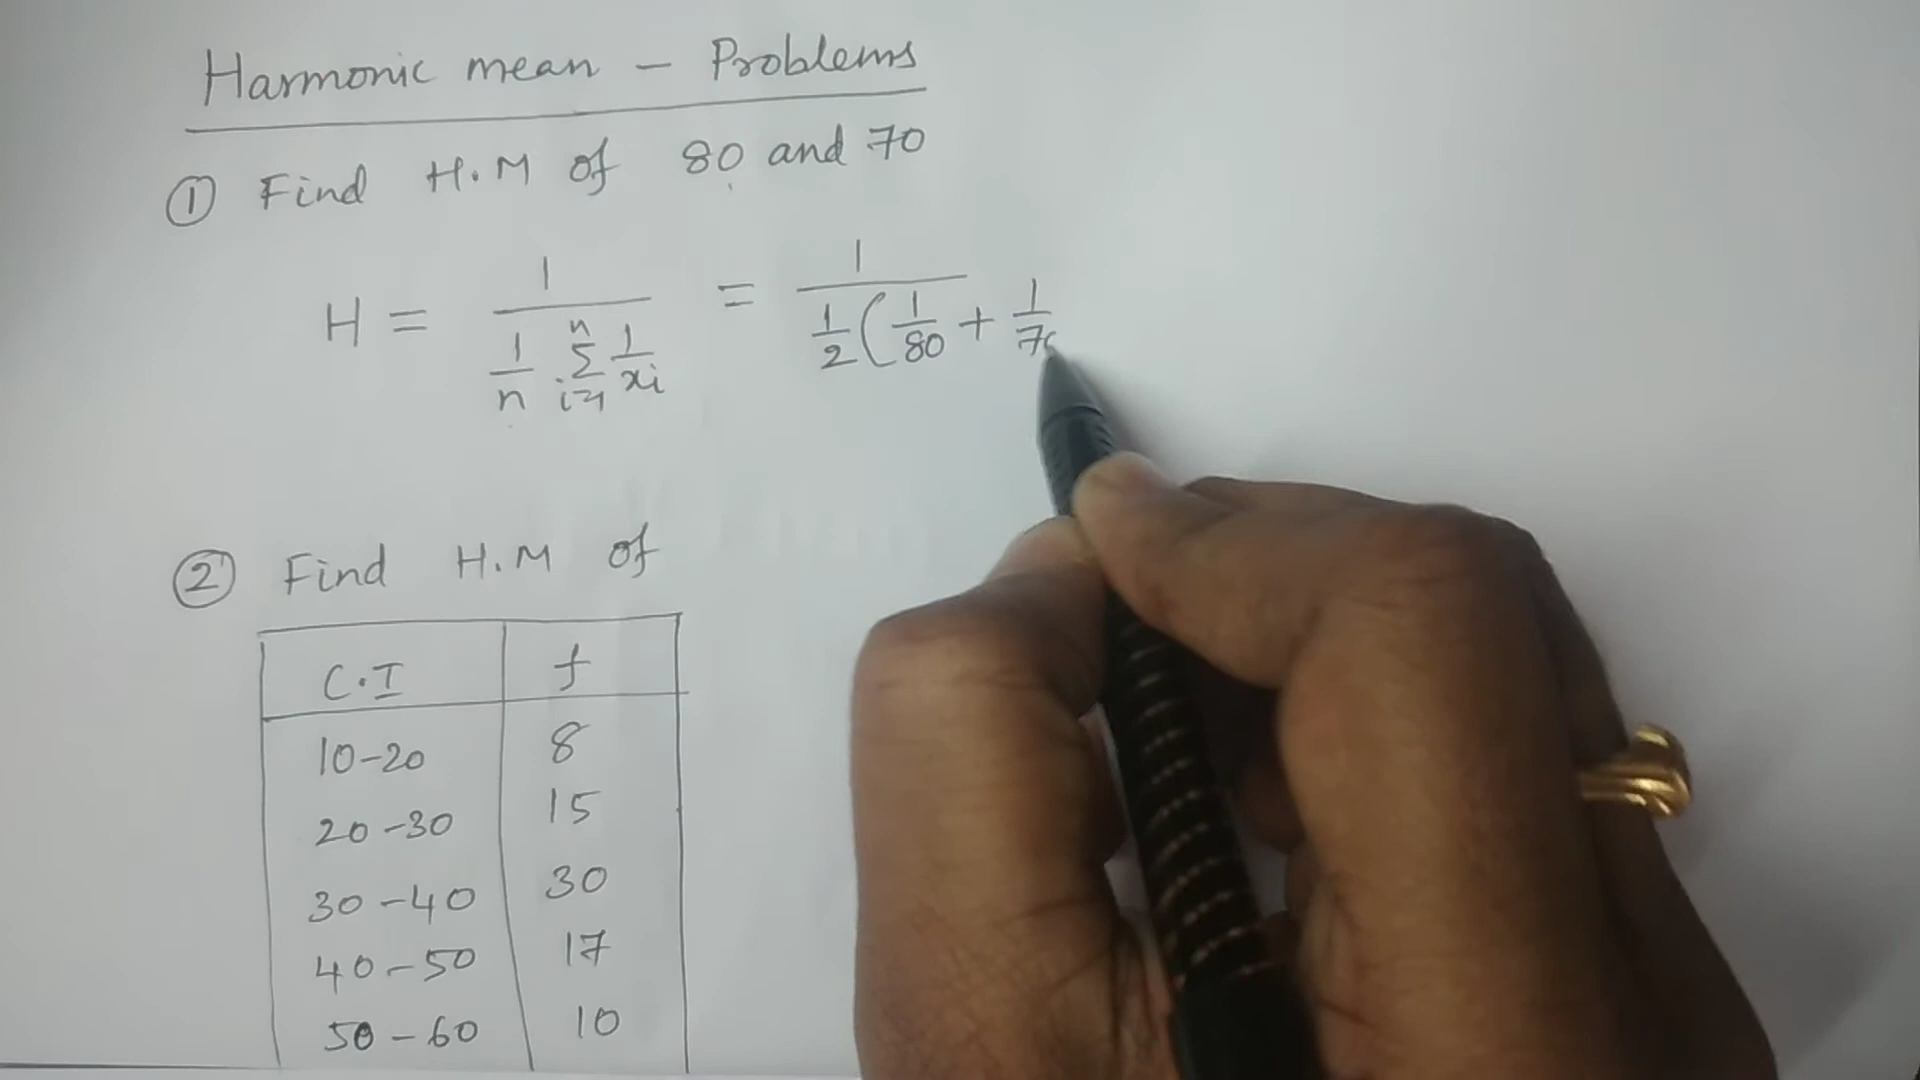 Harmonic mean - Problems
① Find H.M of 80 and 70
H = 1 / (1/n Σ_{i=1}^{n} 1/xi) = 1 / (1/2 (1/80 + 1/70
② Find H.M of
C.I f
10-20 8
20-30 15
30-40 30
40-50 17
50-60 10